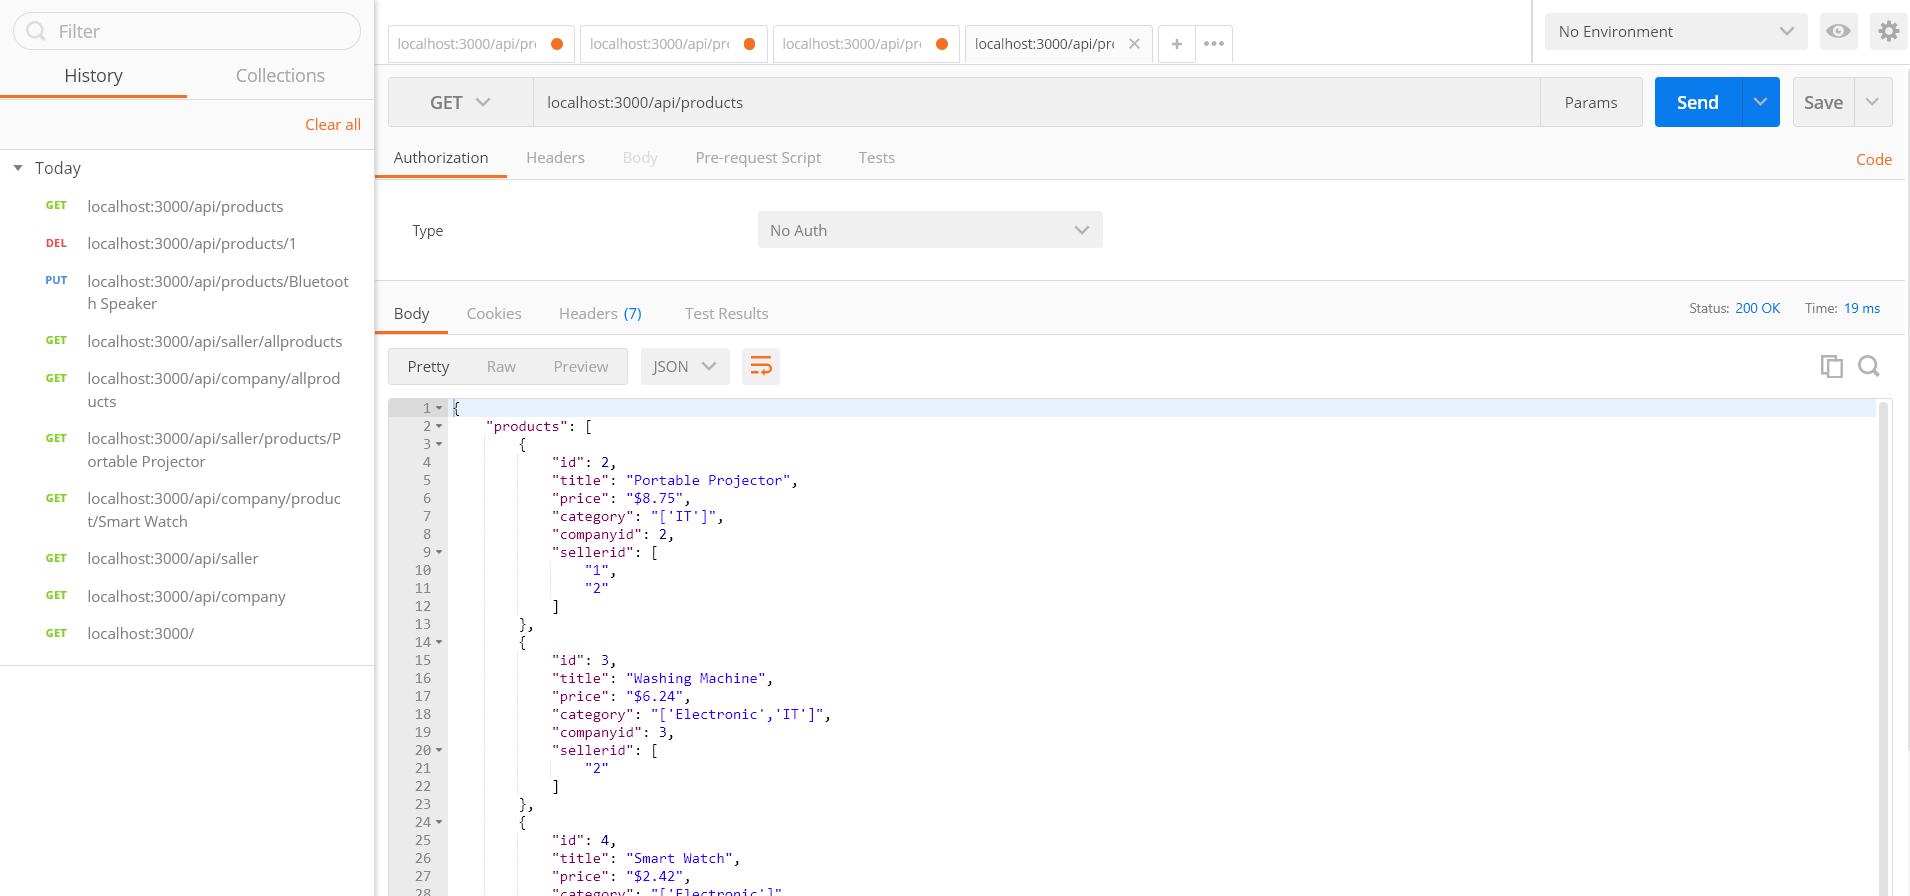 Filter
History Collections
Clear all
Today
GET localhost:3000/api/products
DEL localhost:3000/api/products/1
PUT localhost:3000/api/products/Bluetoot
h Speaker
GET localhost:3000/api/saller/allproducts
GET localhost:3000/api/company/allprod
ucts
GET localhost:3000/api/saller/products/P
ortable Projector
GET localhost:3000/api/company/produc
t/Smart Watch
GET localhost:3000/api/saller
GET localhost:3000/api/company
GET localhost:3000/
localhost:3000/api/pr localhost:3000/api/pr localhost:3000/api/pr localhost:3000/api/pr
No Environment
GET localhost:3000/api/products Params Send Save
Authorization Headers Body Pre-request Script Tests Code
Type No Auth
Body Cookies Headers (7) Test Results Status: 200 OK Time: 19 ms
Pretty Raw Preview JSON
1 {
2 "products": [
3 {
4 "id": 2,
5 "title": "Portable Projector",
6 "price": "$8.75",
7 "category": "['IT']",
8 "companyid": 2,
9 "sellerid": [
10 "1",
11 "2"
12 ]
13 },
14 {
15 "id": 3,
16 "title": "Washing Machine",
17 "price": "$6.24",
18 "category": "['Electronic','IT']",
19 "companyid": 3,
20 "sellerid": [
21 "2"
22 ]
23 },
24 {
25 "id": 4,
26 "title": "Smart Watch",
27 "price": "$2.42",
28 "category": "['Electronic']"